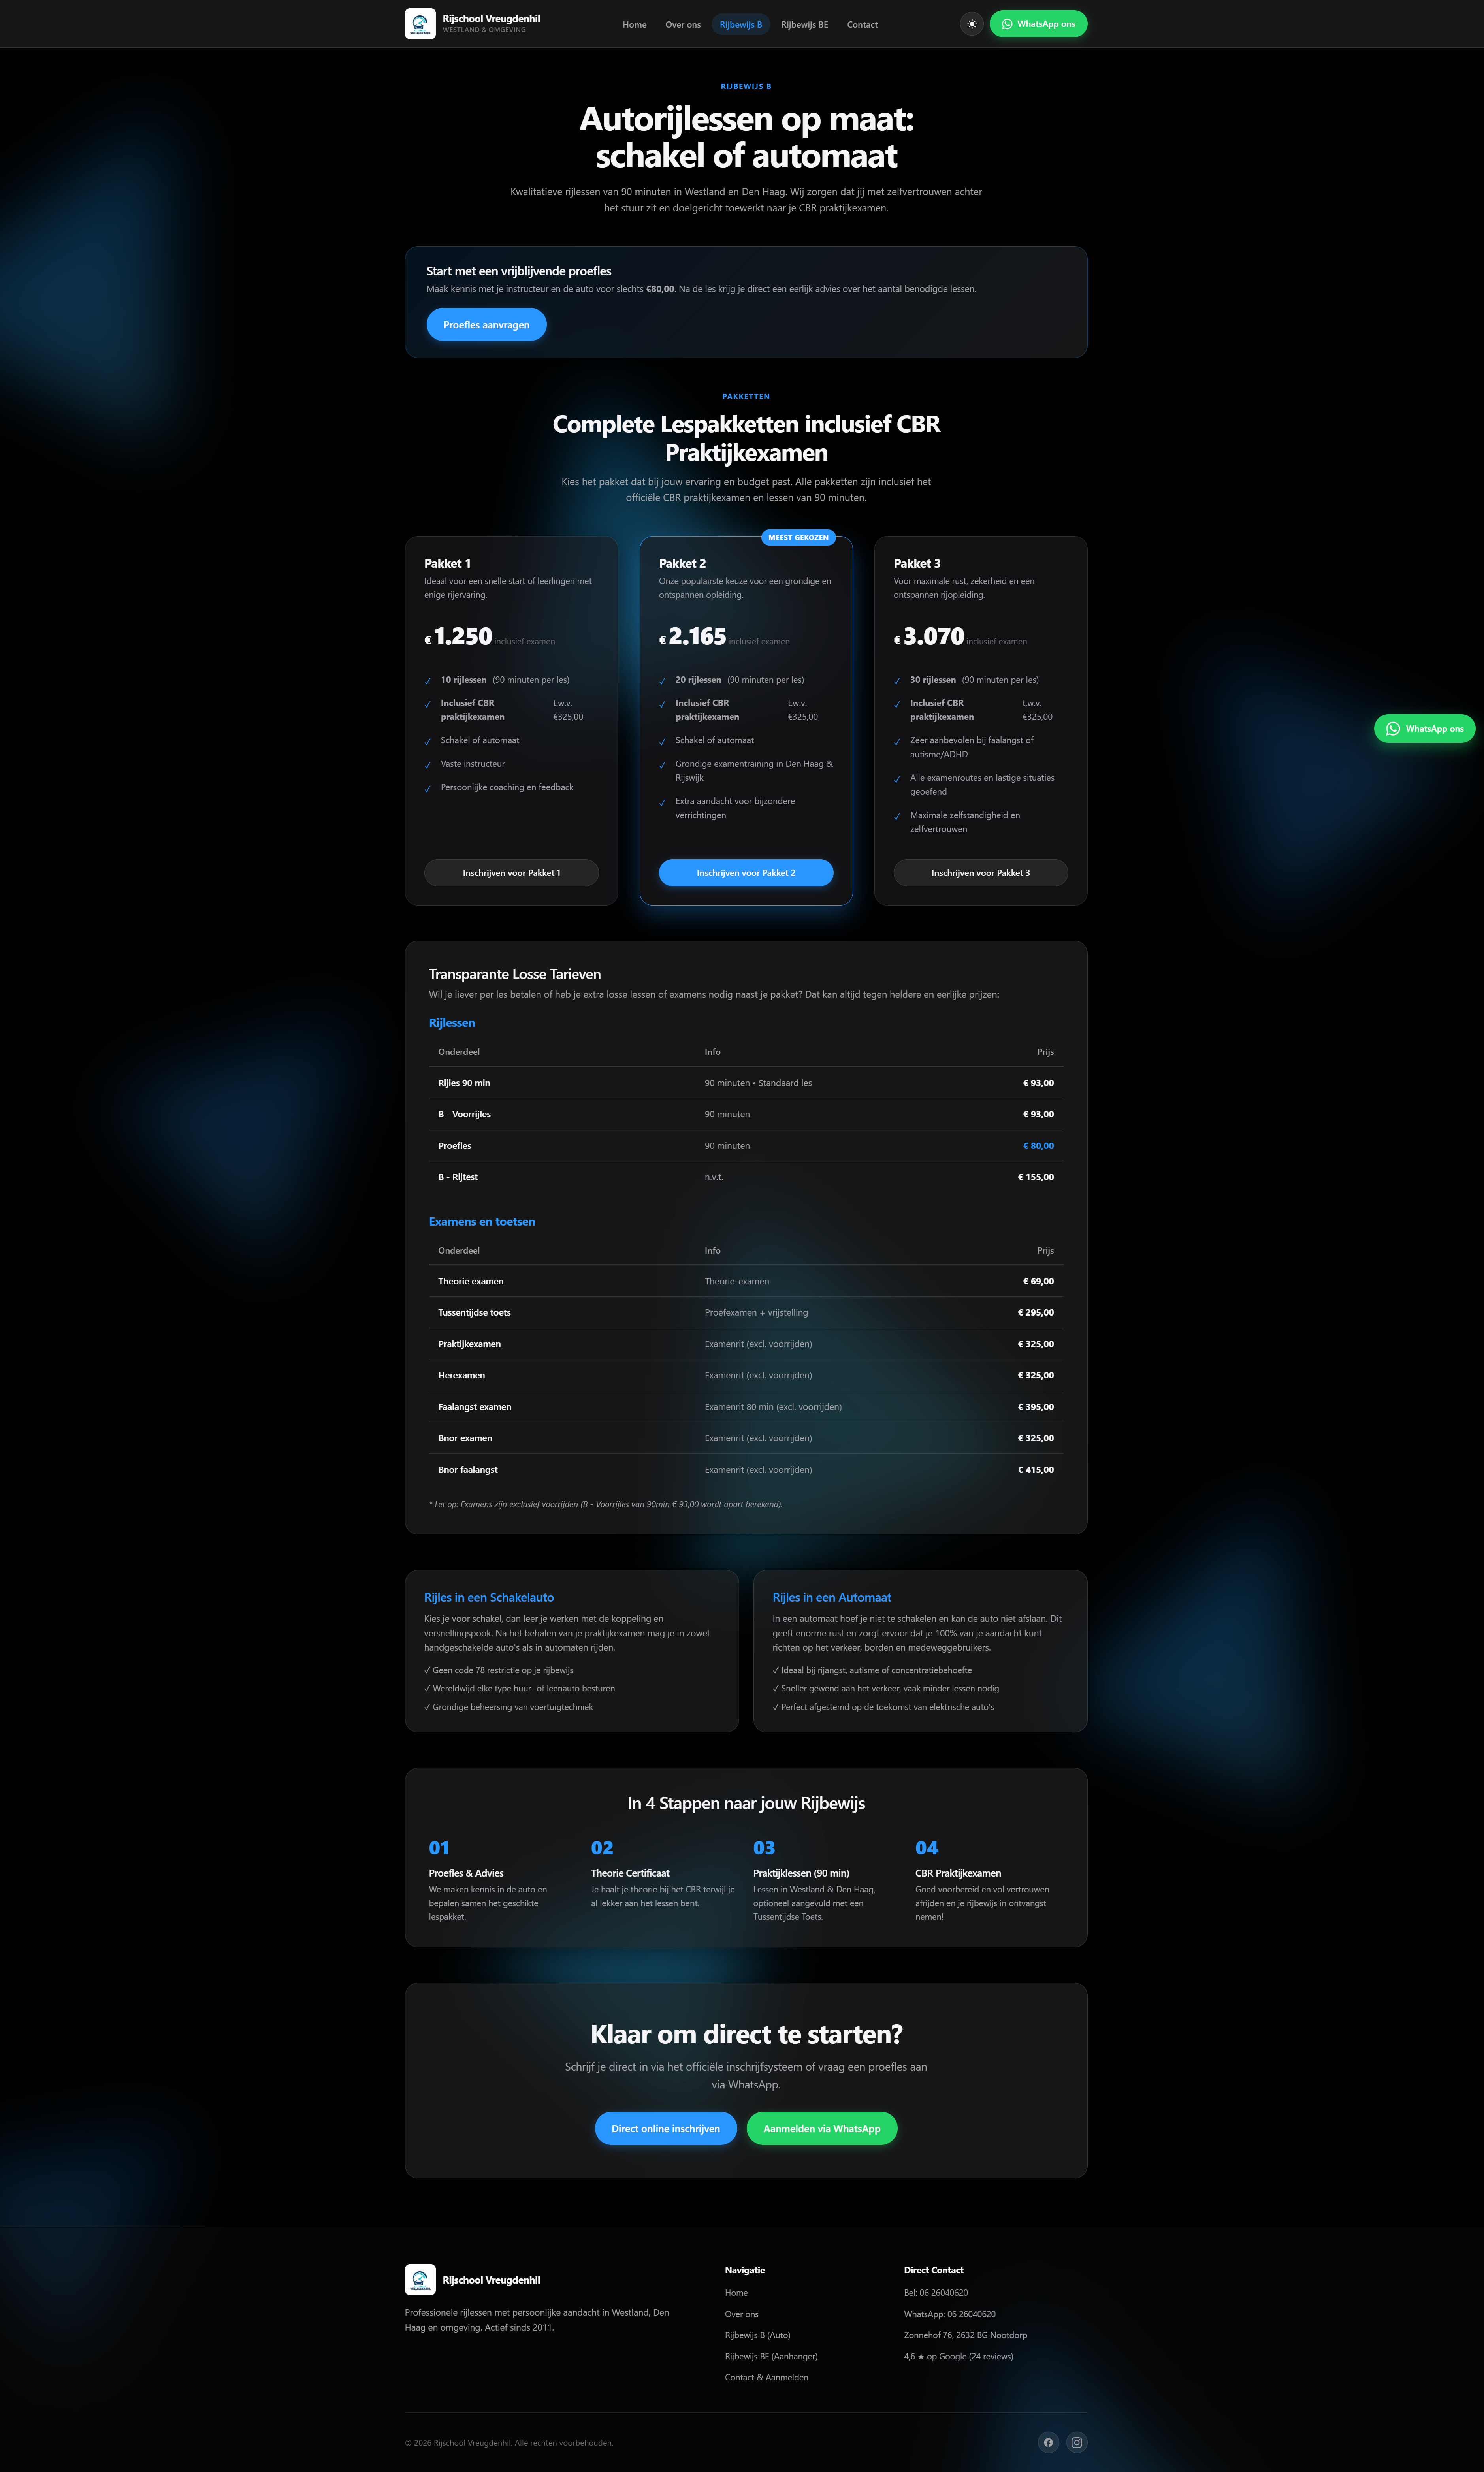 Rijschool Vreugdenhil
WESTLAND & OMGEVING
Home
Over ons
Rijbewijs B
Rijbewijs BE
Contact
WhatsApp ons
RIJBEWIJS B
Autorijlessen op maat:
schakel of automaat
Kwalitatieve rijlessen van 90 minuten in Westland en Den Haag. Wij zorgen dat jij met zelfvertrouwen achter
het stuur zit en doelgericht toewerkt naar je CBR praktijkexamen.
Start met een vrijblijvende proefles
Maak kennis met je instructeur en de auto voor slechts €80,00. Na de les krijg je direct een eerlijk advies over het aantal benodigde lessen.
Proefles aanvragen
PAKKETTEN
Complete Lespakketten inclusief CBR
Praktijkexamen
Kies het pakket dat bij jouw ervaring en budget past. Alle pakketten zijn inclusief het
officiële CBR praktijkexamen en lessen van 90 minuten.
Pakket 1
Ideaal voor een snelle start of leerlingen met
enige rijervaring.
€ 1.250 inclusief examen
✓ 10 rijlessen (90 minuten per les)
✓ Inclusief CBR praktijkexamen t.w.v. €325,00
✓ Schakel of automaat
✓ Vaste instructeur
✓ Persoonlijke coaching en feedback
Inschrijven voor Pakket 1
MEEST GEKOZEN
Pakket 2
Onze populairste keuze voor een grondige en
ontspannen opleiding.
€ 2.165 inclusief examen
✓ 20 rijlessen (90 minuten per les)
✓ Inclusief CBR praktijkexamen t.w.v. €325,00
✓ Schakel of automaat
✓ Grondige examentraining in Den Haag &
Rijswijk
✓ Extra aandacht voor bijzondere
verrichtingen
Inschrijven voor Pakket 2
Pakket 3
Voor maximale rust, zekerheid en een
ontspannen rijopleiding.
€ 3.070 inclusief examen
✓ 30 rijlessen (90 minuten per les)
✓ Inclusief CBR praktijkexamen t.w.v. €325,00
✓ Zeer aanbevolen bij faalangst of
autisme/ADHD
✓ Alle examenroutes en lastige situaties
geoefend
✓ Maximale zelfstandigheid en
zelfvertrouwen
Inschrijven voor Pakket 3
WhatsApp ons
Transparante Losse Tarieven
Wil je liever per les betalen of heb je extra losse lessen of examens nodig naast je pakket? Dat kan altijd tegen heldere en eerlijke prijzen:
Rijlessen
Onderdeel Info Prijs
Rijles 90 min 90 minuten • Standaard les € 93,00
B - Voorrijles 90 minuten € 93,00
Proefles 90 minuten € 80,00
B - Rijtest n.v.t. € 155,00
Examens en toetsen
Onderdeel Info Prijs
Theorie examen Theorie-examen € 69,00
Tussentijdse toets Proefexamen + vrijstelling € 295,00
Praktijkexamen Examenrit (excl. voorrijden) € 325,00
Herexamen Examenrit (excl. voorrijden) € 325,00
Faalangst examen Examenrit 80 min (excl. voorrijden) € 395,00
Bnor examen Examenrit (excl. voorrijden) € 325,00
Bnor faalangst Examenrit (excl. voorrijden) € 415,00
* Let op: Examens zijn exclusief voorrijden (B - Voorrijles van 90min € 93,00 wordt apart berekend).
Rijles in een Schakelauto
Kies je voor schakel, dan leer je werken met de koppeling en
versnellingspook. Na het behalen van je praktijkexamen mag je in zowel
handgeschakelde auto's als in automaten rijden.
✓ Geen code 78 restrictie op je rijbewijs
✓ Wereldwijd elke type huur- of leenauto besturen
✓ Grondige beheersing van voertuigtechniek
Rijles in een Automaat
In een automaat hoef je niet te schakelen en kan de auto niet afslaan. Dit
geeft enorme rust en zorgt ervoor dat je 100% van je aandacht kunt
richten op het verkeer, borden en medeweggebruikers.
✓ Ideaal bij rijangst, autisme of concentratiebehoefte
✓ Sneller gewend aan het verkeer, vaak minder lessen nodig
✓ Perfect afgestemd op de toekomst van elektrische auto's
In 4 Stappen naar jouw Rijbewijs
01
Proefles & Advies
We maken kennis in de auto en
bepalen samen het geschikte
lespakket.
02
Theorie Certificaat
Je haalt je theorie bij het CBR terwijl je
al lekker aan het lessen bent.
03
Praktijklessen (90 min)
Lessen in Westland & Den Haag,
optioneel aangevuld met een
Tussentijdse Toets.
04
CBR Praktijkexamen
Goed voorbereid en vol vertrouwen
afrijden en je rijbewijs in ontvangst
nemen!
Klaar om direct te starten?
Schrijf je direct in via het officiële inschrijfsysteem of vraag een proefles aan
via WhatsApp.
Direct online inschrijven
Aanmelden via WhatsApp
Rijschool Vreugdenhil
Professionele rijlessen met persoonlijke aandacht in Westland, Den
Haag en omgeving. Actief sinds 2011.
Navigatie
Home
Over ons
Rijbewijs B (Auto)
Rijbewijs BE (Aanhanger)
Contact & Aanmelden
Direct Contact
Bel: 06 26040620
WhatsApp: 06 26040620
Zonnehof 76, 2632 BG Nootdorp
4,6 ★ op Google (24 reviews)
© 2026 Rijschool Vreugdenhil. Alle rechten voorbehouden.